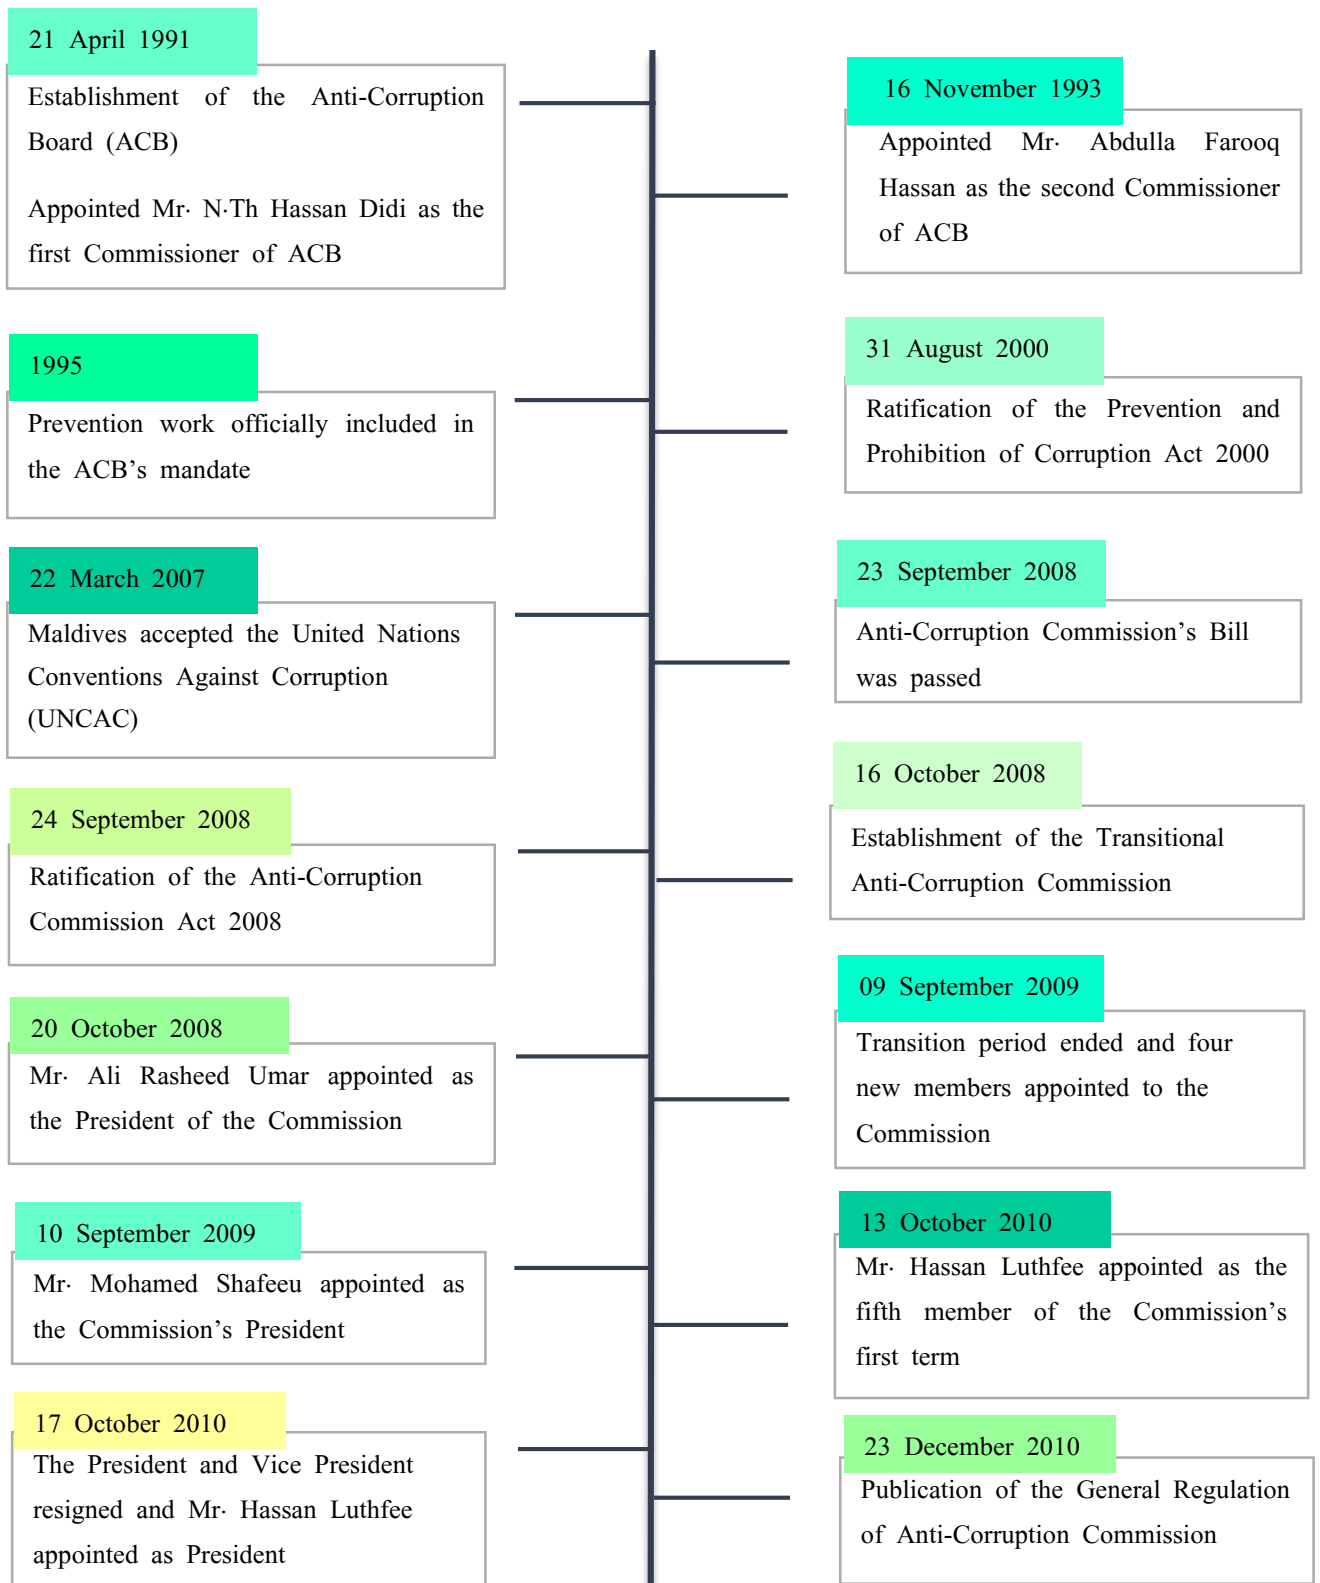 21 April 1991
Establishment of the Anti-Corruption
Board (ACB)
Appointed Mr. N.Th Hassan Didi as the
first Commissioner of ACB
16 November 1993
Appointed Mr. Abdulla Farooq
Hassan as the second Commissioner
of ACB
1995
Prevention work officially included in
the ACB’s mandate
31 August 2000
Ratification of the Prevention and
Prohibition of Corruption Act 2000
22 March 2007
Maldives accepted the United Nations
Conventions Against Corruption
(UNCAC)
23 September 2008
Anti-Corruption Commission’s Bill
was passed
24 September 2008
Ratification of the Anti-Corruption
Commission Act 2008
16 October 2008
Establishment of the Transitional
Anti-Corruption Commission
20 October 2008
Mr. Ali Rasheed Umar appointed as
the President of the Commission
09 September 2009
Transition period ended and four
new members appointed to the
Commission
10 September 2009
Mr. Mohamed Shafeeu appointed as
the Commission’s President
13 October 2010
Mr. Hassan Luthfee appointed as the
fifth member of the Commission’s
first term
17 October 2010
The President and Vice President
resigned and Mr. Hassan Luthfee
appointed as President
23 December 2010
Publication of the General Regulation
of Anti-Corruption Commission